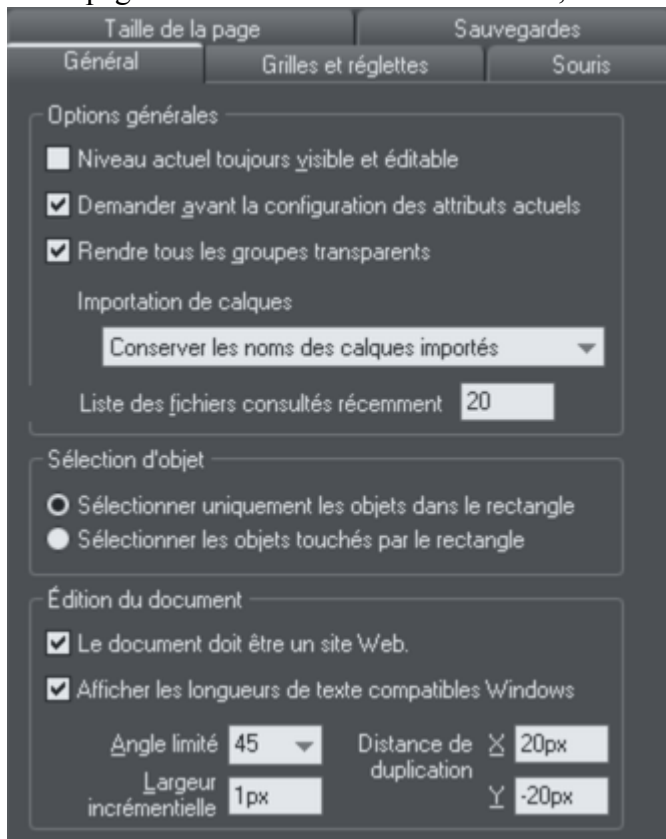 Taille de la page
Sauvegardes
Général
Grilles et réglettes
Souris
Options générales
Niveau actuel toujours visible et éditable
Demander avant la configuration des attributs actuels
Rendre tous les groupes transparents
Importation de calques
Conserver les noms des calques importés
Liste des fichiers consultés récemment 20
Sélection d'objet
Sélectionner uniquement les objets dans le rectangle
Sélectionner les objets touchés par le rectangle
Édition du document
Le document doit être un site Web.
Afficher les longueurs de texte compatibles Windows
Angle limité 45
Distance de duplication X 20px
Largeur incrémentielle 1px
Y -20px